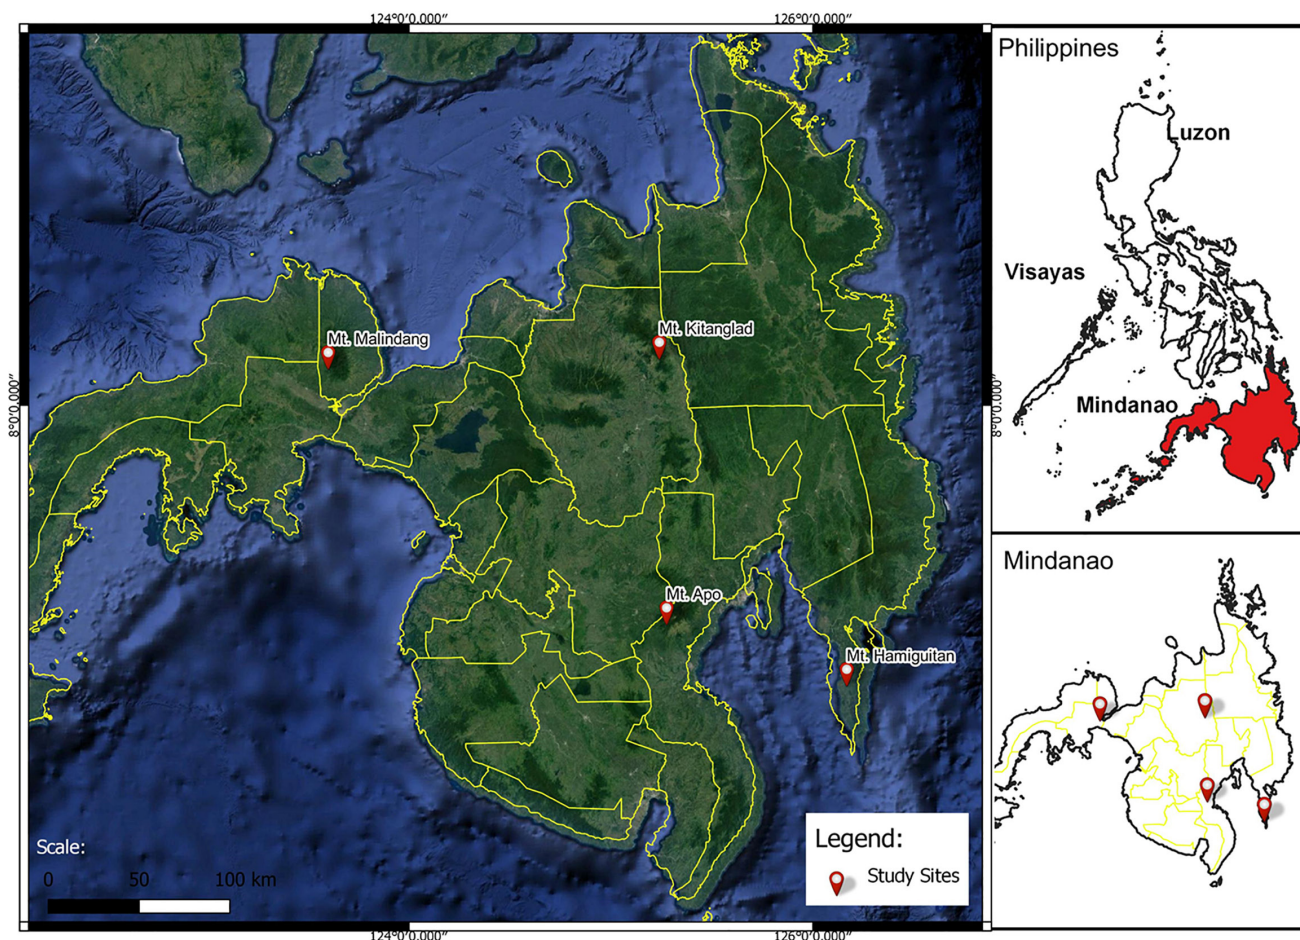 124°0'0.000"
126°0'0.000"
Philippines
Luzon
Visayas
Mindanao
8°0'0.000"
8°0'0.000"
Mt. Malindang
Mt. Kitanglad
Mt. Apo
Mt. Hamiguitan
Mindanao
Scale:
0 50 100 km
Legend:
Study Sites
124°0'0.000"
126°0'0.000"